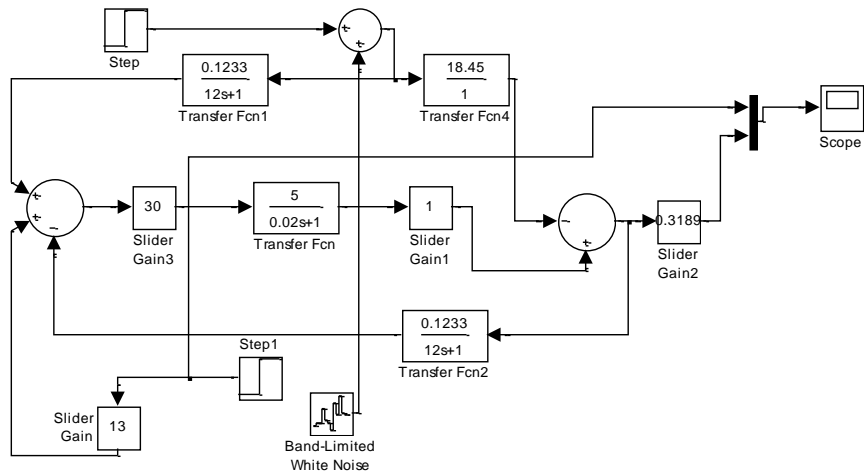 Step
0.1233
12s+1
Transfer Fcn1
18.45
1
Transfer Fcn4
Scope
30
Slider
Gain3
5
0.02s+1
Transfer Fcn
1
Slider
Gain1
0.3189
Slider
Gain2
0.1233
12s+1
Transfer Fcn2
Step1
Slider
Gain
13
Band-Limited
White Noise